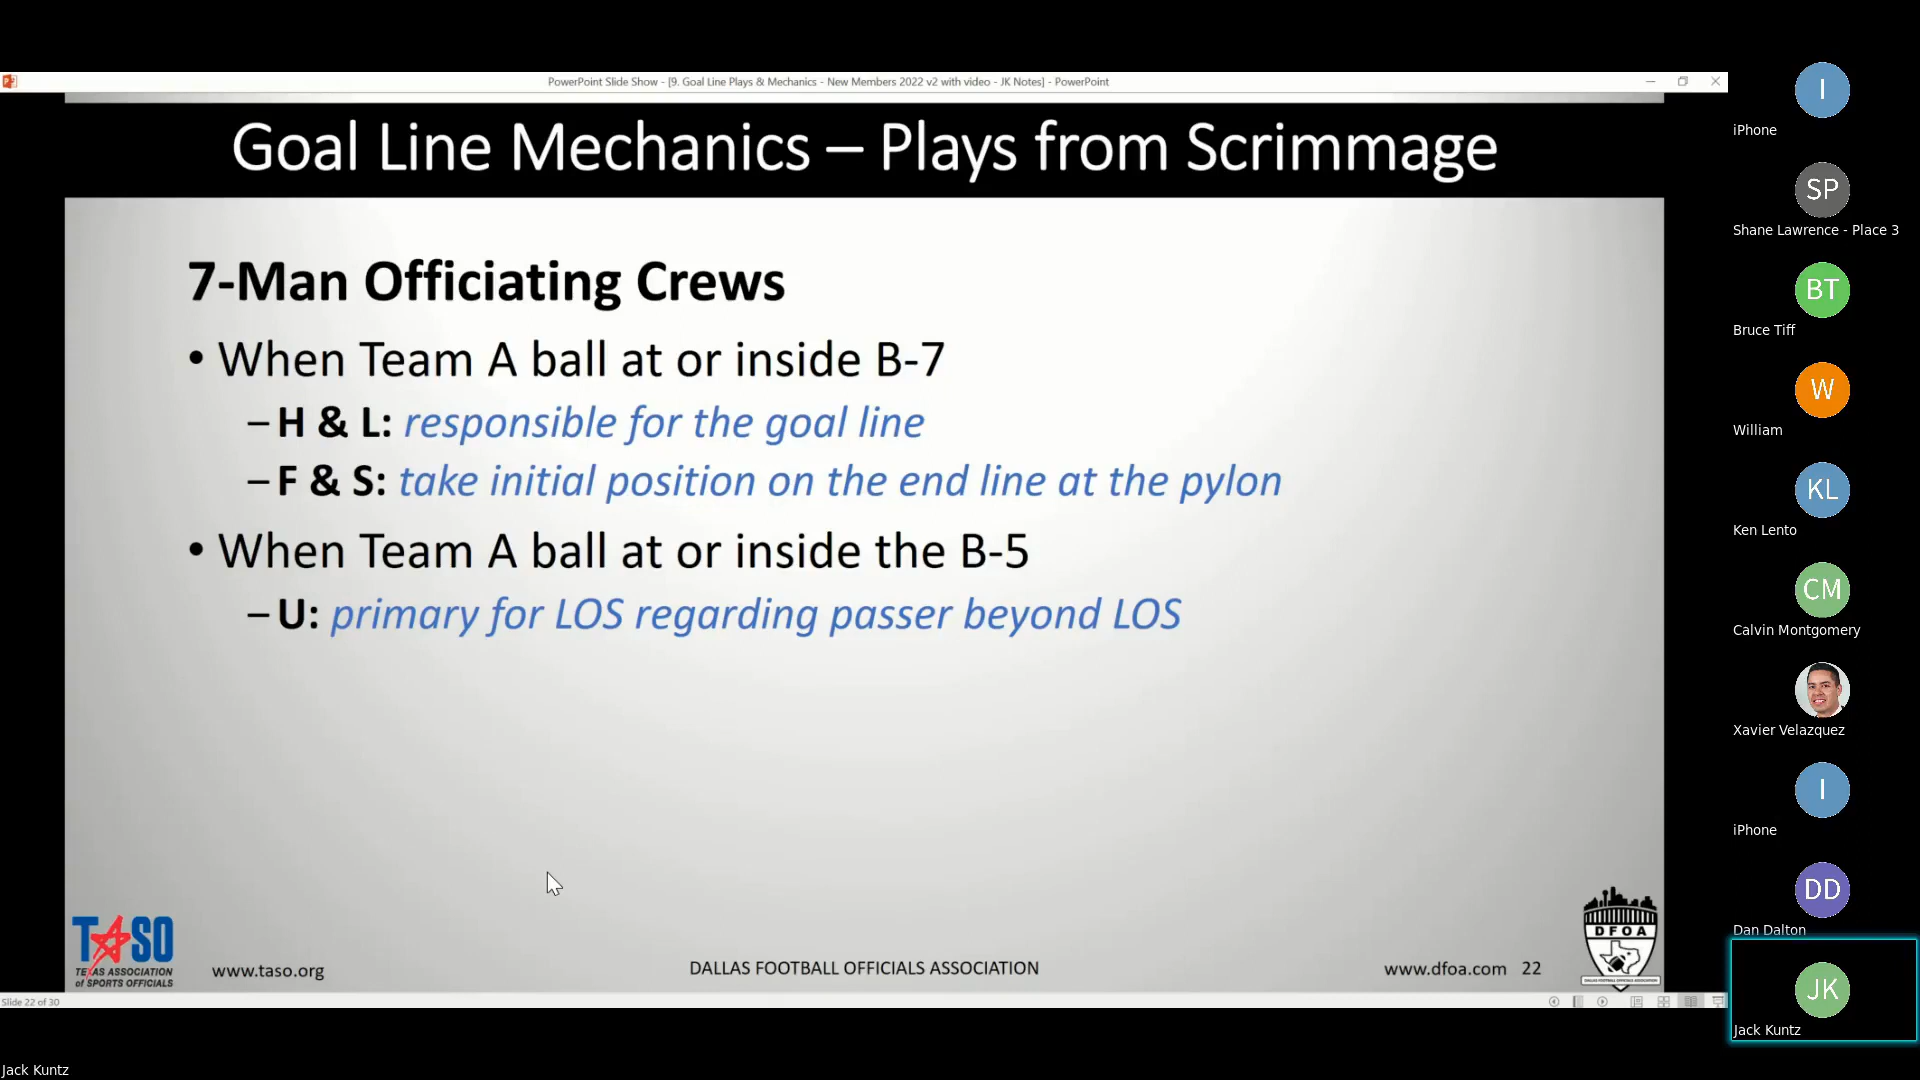 PowerPoint Slide Show - [9. Goal Line Plays & Mechanics - New Members 2022 v2 with video - JK Notes] - PowerPoint
Goal Line Mechanics – Plays from Scrimmage
7-Man Officiating Crews
• When Team A ball at or inside B-7
– H & L: responsible for the goal line
– F & S: take initial position on the end line at the pylon
• When Team A ball at or inside the B-5
– U: primary for LOS regarding passer beyond LOS
TASO
TEXAS ASSOCIATION
of SPORTS OFFICIALS
www.taso.org
DALLAS FOOTBALL OFFICIALS ASSOCIATION
www.dfoa.com 22
DFOA
DALLAS FOOTBALL OFFICIALS ASSOCIATION
Slide 22 of 30
I
iPhone
SP
Shane Lawrence - Place 3
BT
Bruce Tiff
W
William
KL
Ken Lento
CM
Calvin Montgomery
Xavier Velazquez
I
iPhone
DD
Dan Dalton
JK
Jack Kuntz
Jack Kuntz